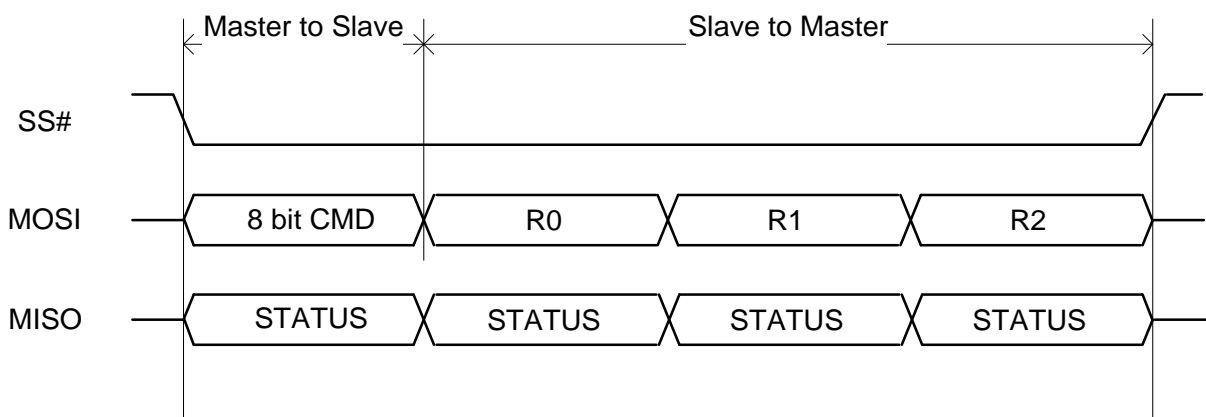 Master to Slave
Slave to Master
SS#
MOSI 8 bit CMD R0 R1 R2
MISO STATUS STATUS STATUS STATUS